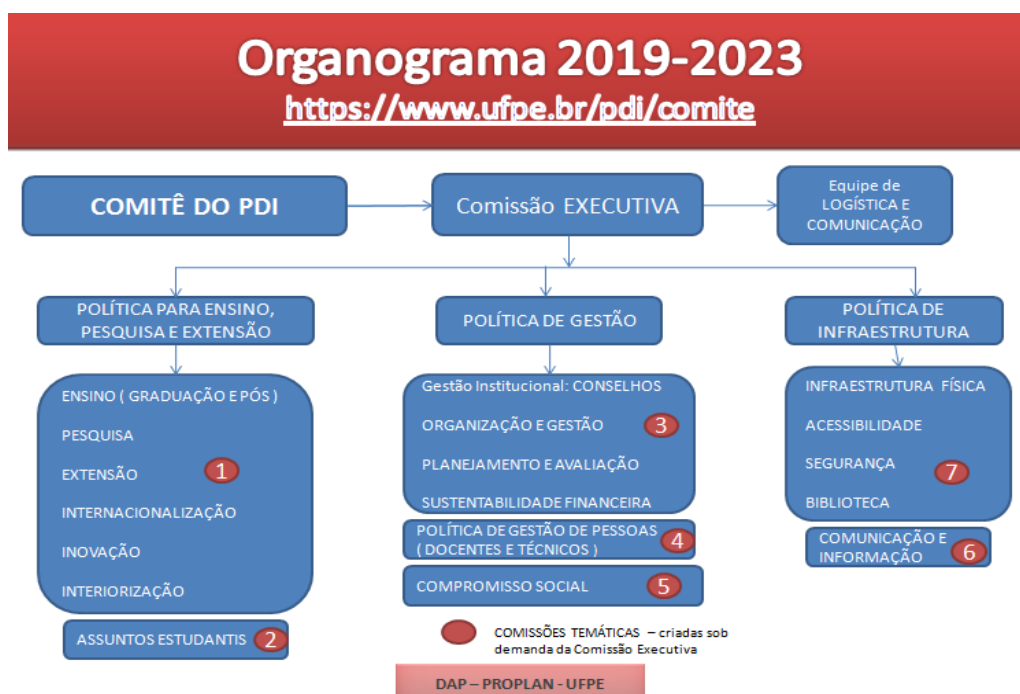 Organograma 2019-2023
https://www.ufpe.br/pdi/comite
COMITÊ DO PDI
Comissão EXECUTIVA
Equipe de
LOGÍSTICA E
COMUNICAÇÃO
POLÍTICA PARA ENSINO,
PESQUISA E EXTENSÃO
ENSINO ( GRADUAÇÃO E PÓS )
PESQUISA
EXTENSÃO
1
INTERNACIONALIZAÇÃO
INOVAÇÃO
INTERIORIZAÇÃO
ASSUNTOS ESTUDANTIS 2
POLÍTICA DE GESTÃO
Gestão Institucional: CONSELHOS
ORGANIZAÇÃO E GESTÃO 3
PLANEJAMENTO E AVALIAÇÃO
SUSTENTABILIDADE FINANCEIRA
POLÍTICA DE GESTÃO DE PESSOAS
( DOCENTES E TÉCNICOS ) 4
COMPROMISSO SOCIAL 5
POLÍTICA DE
INFRAESTRUTURA
INFRAESTRUTURA FÍSICA
ACESSIBILIDADE
SEGURANÇA
7
BIBLIOTECA
COMUNICAÇÃO E
INFORMAÇÃO 6
COMISSÕES TEMÁTICAS – criadas sob
demanda da Comissão Executiva
DAP – PROPLAN - UFPE